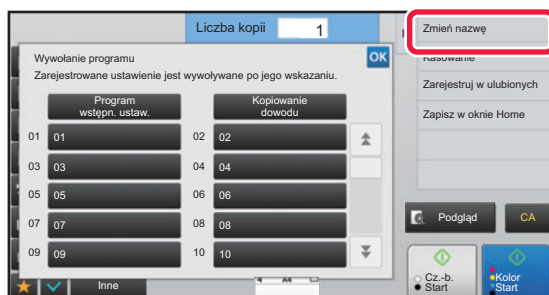 Liczba kopii 1
Zmień nazwę
Wywołanie programu
OK
Kasowanie
Zarejestrowane ustawienie jest wywoływane po jego wskazaniu.
Zarejestruj w ulubionych
Program
wstępn. ustaw.
Kopiowanie
dowodu
Zapisz w oknie Home
01 01
02 02
03 03
04 04
05 05
06 06
07 07
08 08
09 09
10 10
Podgląd
CA
Inne
A4
Cz.-b.
Start
Kolor
Start